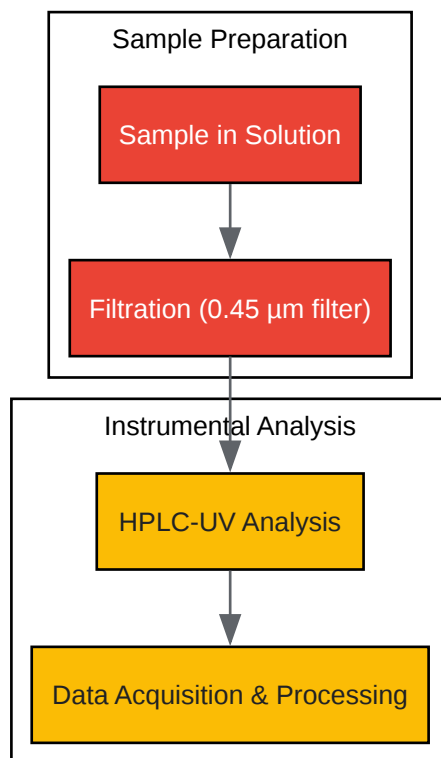 Sample Preparation
Sample in Solution
Filtration (0.45 µm filter)
Instrumental Analysis
HPLC-UV Analysis
Data Acquisition & Processing